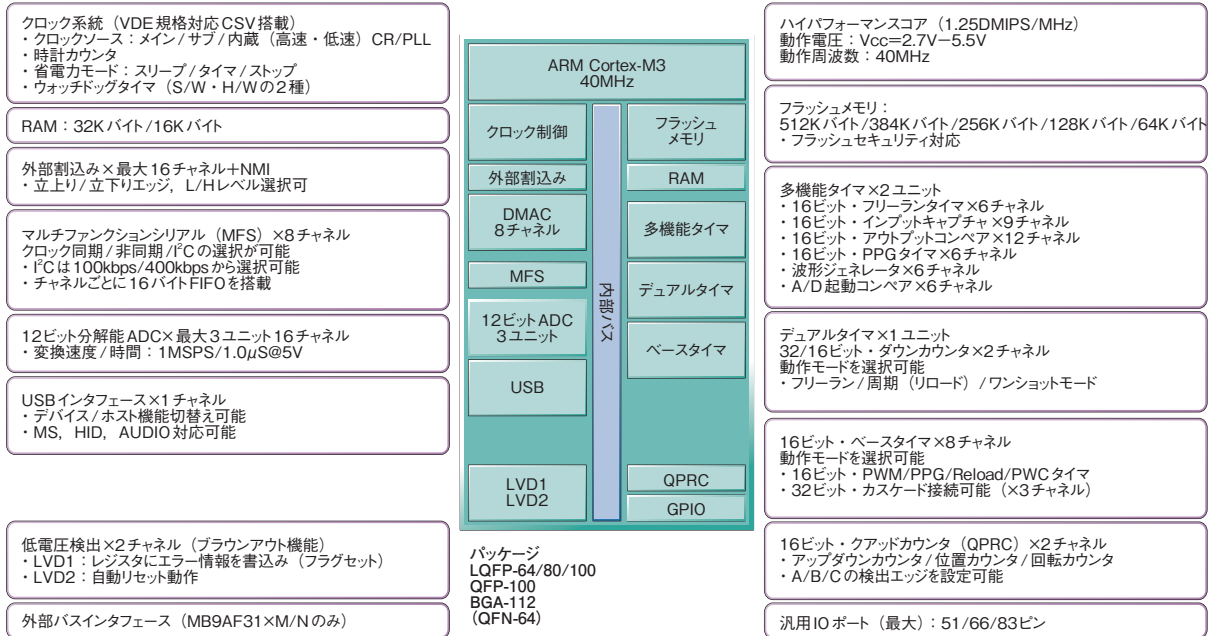 クロック系統（VDE規格対応CSV搭載）
・クロックソース：メイン/サブ/内蔵（高速・低速）CR/PLL
・時計カウンタ
・省電力モード：スリープ/タイマ/ストップ
・ウォッチドッグタイマ（S/W・H/Wの2種）
RAM：32Kバイト/16Kバイト
外部割込み×最大16チャネル＋NMI
・立上り/立下りエッジ，L/Hレベル選択可
マルチファンクションシリアル（MFS）×8チャネル
クロック同期/非同期/I²Cの選択が可能
・I²Cは100kbps/400kbpsから選択可能
・チャネルごとに16バイトFIFOを搭載
12ビット分解能ADC×最大3ユニット16チャネル
・変換速度/時間：1MSPS/1.0μS@5V
USBインタフェース×1チャネル
・デバイス/ホスト機能切替え可能
・MS，HID，AUDIO対応可能
低電圧検出×2チャネル（ブラウンアウト機能）
・LVD1：レジスタにエラー情報を書込み（フラグセット）
・LVD2：自動リセット動作
外部バスインタフェース（MB9AF31×M/Nのみ）
ARM Cortex-M3
40MHz
クロック制御
外部割込み
DMAC
8チャネル
MFS
12ビットADC
3ユニット
USB
LVD1
LVD2
内部バス
フラッシュ
メモリ
RAM
多機能タイマ
デュアルタイマ
ベースタイマ
QPRC
GPIO
パッケージ
LQFP-64/80/100
QFP-100
BGA-112
(QFN-64)
ハイパフォーマンスコア（1.25DMIPS/MHz）
動作電圧：Vcc＝2.7V－5.5V
動作周波数：40MHz
フラッシュメモリ：
512Kバイト/384Kバイト/256Kバイト/128Kバイト/64Kバイト
・フラッシュセキュリティ対応
多機能タイマ×2ユニット
・16ビット・フリーランタイマ×6チャネル
・16ビット・インプットキャプチャ×9チャネル
・16ビット・アウトプットコンペア×12チャネル
・16ビット・PPGタイマ×6チャネル
・波形ジェネレータ×6チャネル
・A/D起動コンペア×6チャネル
デュアルタイマ×1ユニット
32/16ビット・ダウンカウンタ×2チャネル
動作モードを選択可能
・フリーラン/周期（リロード）/ワンショットモード
16ビット・ベースタイマ×8チャネル
動作モードを選択可能
・16ビット・PWM/PPG/Reload/PWCタイマ
・32ビット・カスケード接続可能（×3チャネル）
16ビット・クアッドカウンタ（QPRC）×2チャネル
・アップダウンカウンタ/位置カウンタ/回転カウンタ
・A/B/Cの検出エッジを設定可能
汎用IOポート（最大）：51/66/83ピン